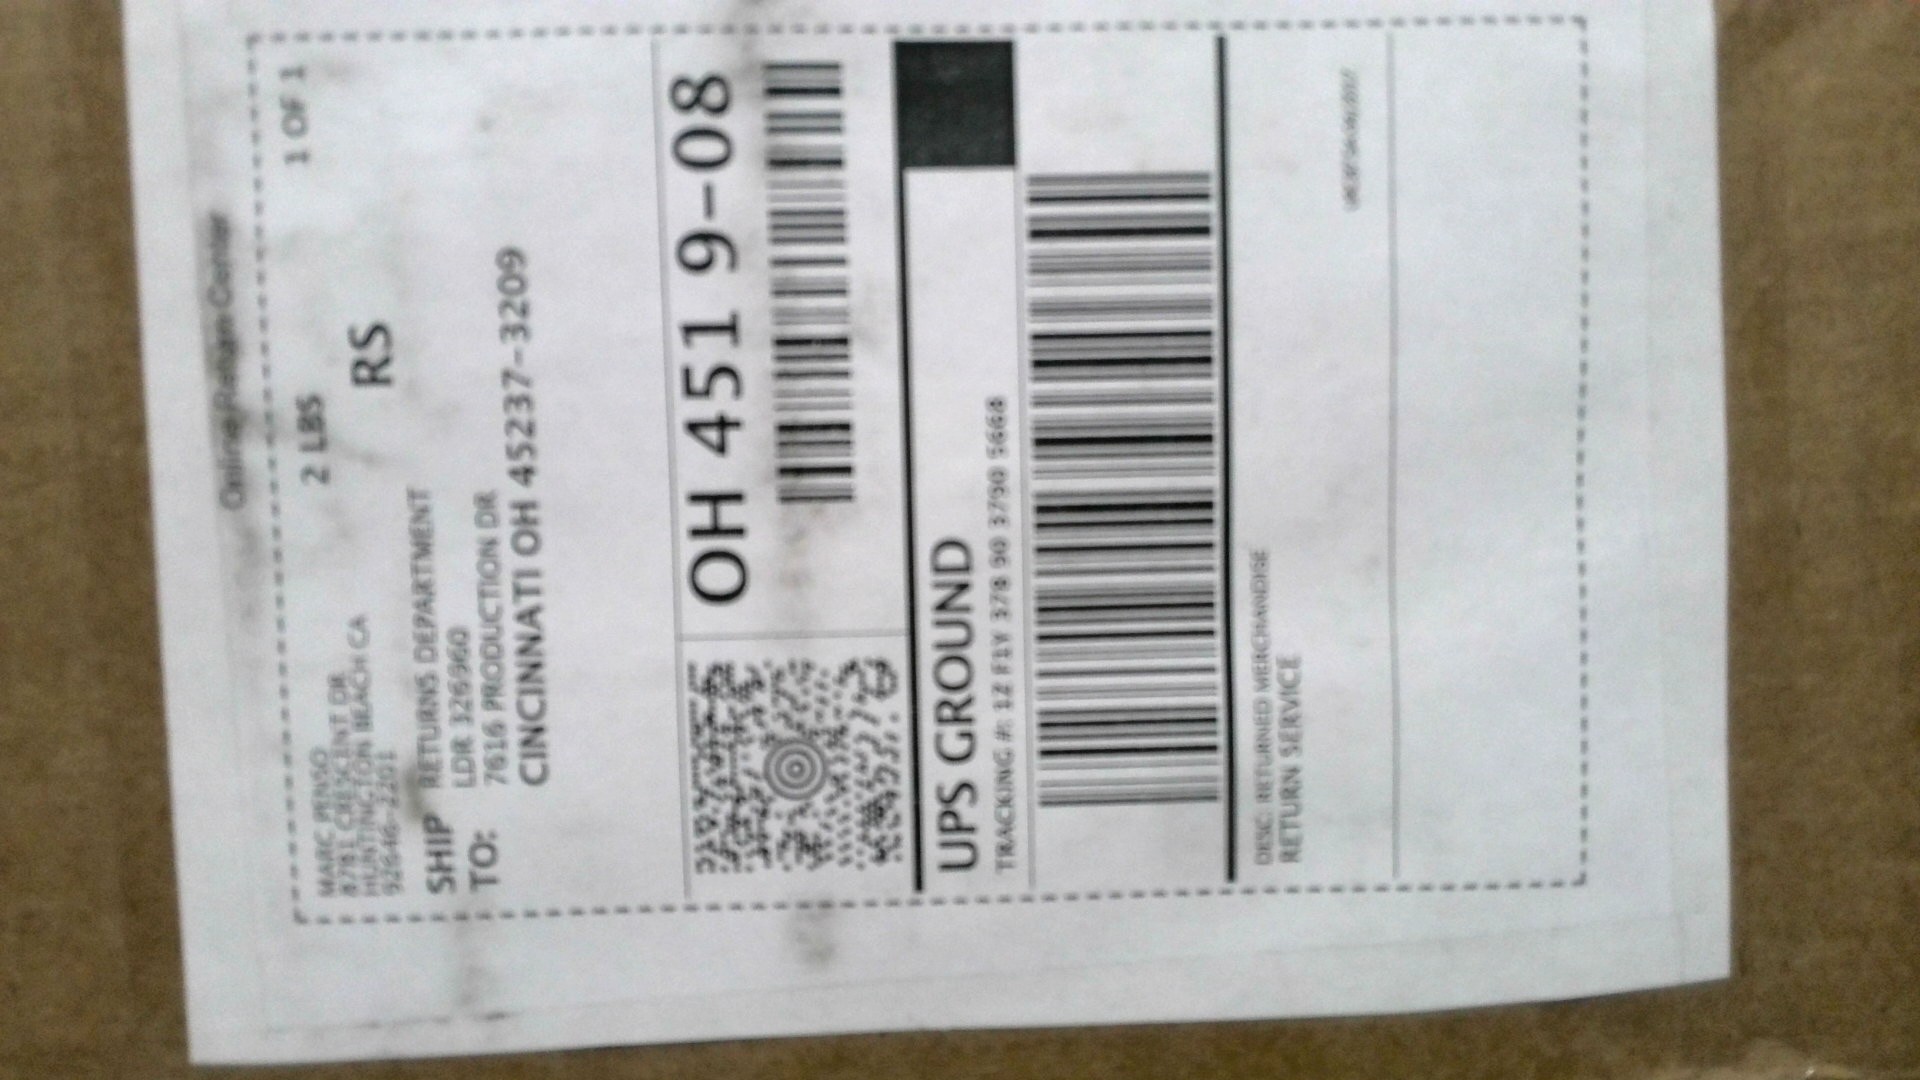 Online Return Center
2 LBS
1 OF 1
MARC PENSO
8781 CRESCENT DR
HUNTINGTON BEACH CA
92646-2201
RS
SHIP TO:
RETURNS DEPARTMENT
LDR 326960
7616 PRODUCTION DR
CINCINNATI OH 45237-3209
OH 451 9-08
UPS GROUND
TRACKING #: 1Z F1V 378 90 3790 5668
DESC: RETURNED MERCHANDISE
RETURN SERVICE